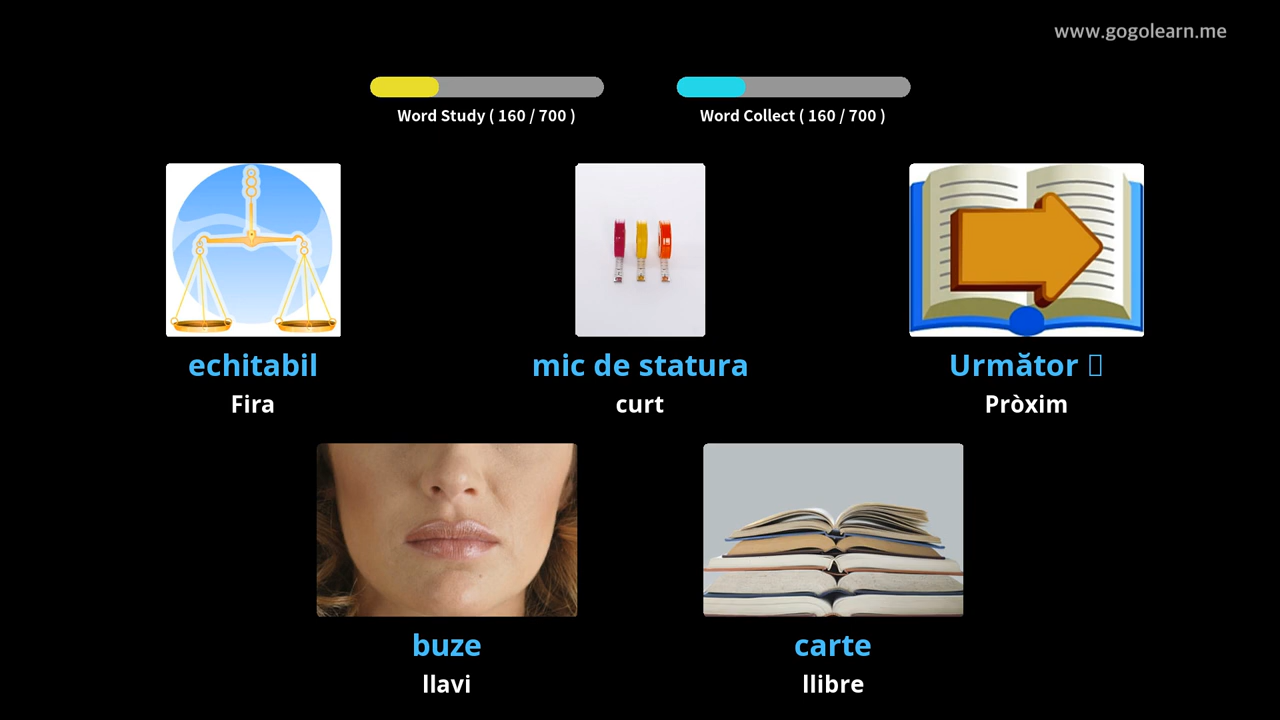 www.gogolearn.me
Word Study ( 160 / 700 )
Word Collect ( 160 / 700 )
echitabil
Fira
mic de statura
curt
Următor
Pròxim
buze
llavi
carte
llibre